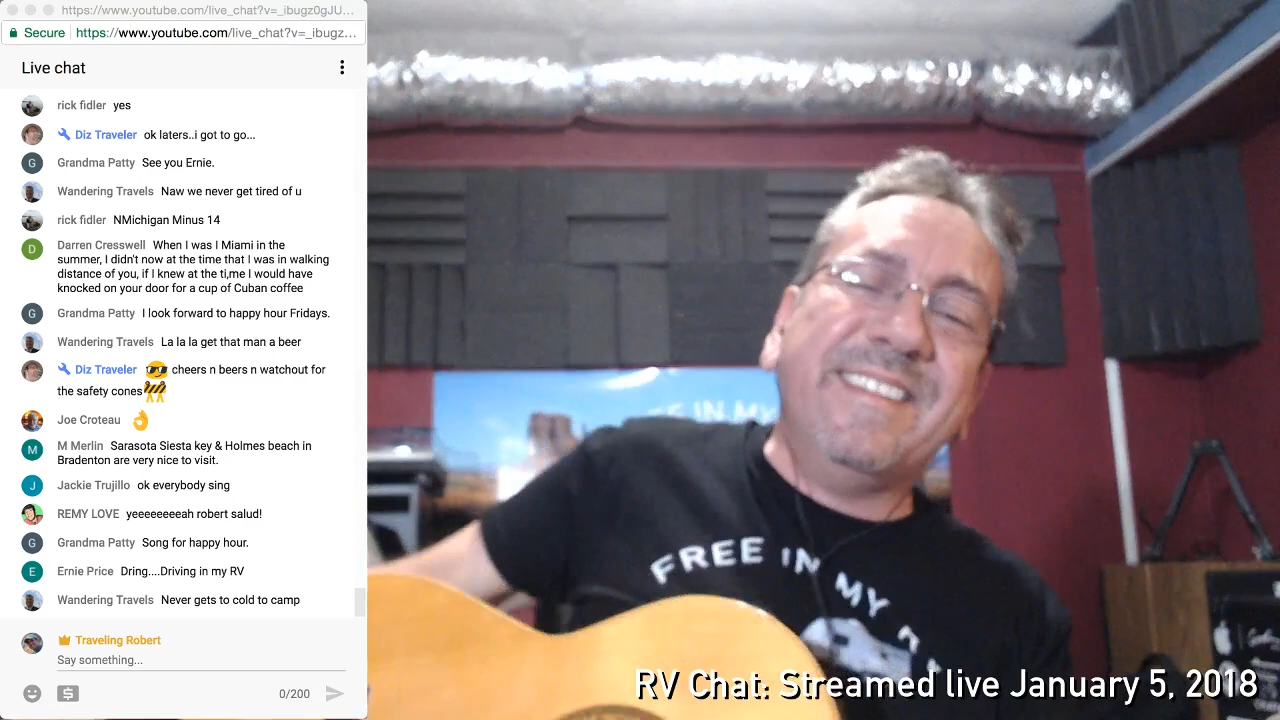 https://www.youtube.com/live_chat?v=_ibugz0gJU...
Secure https://www.youtube.com/live_chat?v=_ibugz...
Live chat
rick fidler yes
Diz Traveler ok laters..i got to go...
Grandma Patty See you Ernie.
Wandering Travels Naw we never get tired of u
rick fidler NMichigan Minus 14
D Darren Cresswell When I was I Miami in the
summer, I didn't now at the time that I was in walking
distance of you, if I knew at the ti,me I would have
knocked on your door for a cup of Cuban coffee
G Grandma Patty I look forward to happy hour Fridays.
Wandering Travels La la la get that man a beer
Diz Traveler 😎 cheers n beers n watchout for
the safety cones🚧
Joe Croteau 👌
M M Merlin Sarasota Siesta key & Holmes beach in
Bradenton are very nice to visit.
J Jackie Trujillo ok everybody sing
REMY LOVE yeeeeeeeah robert salud!
G Grandma Patty Song for happy hour.
E Ernie Price Dring....Driving in my RV
Wandering Travels Never gets to cold to camp
Traveling Robert
Say something...
0/200
FREE IN MY
FREE IN MY
RV Chat: Streamed live January 5, 2018